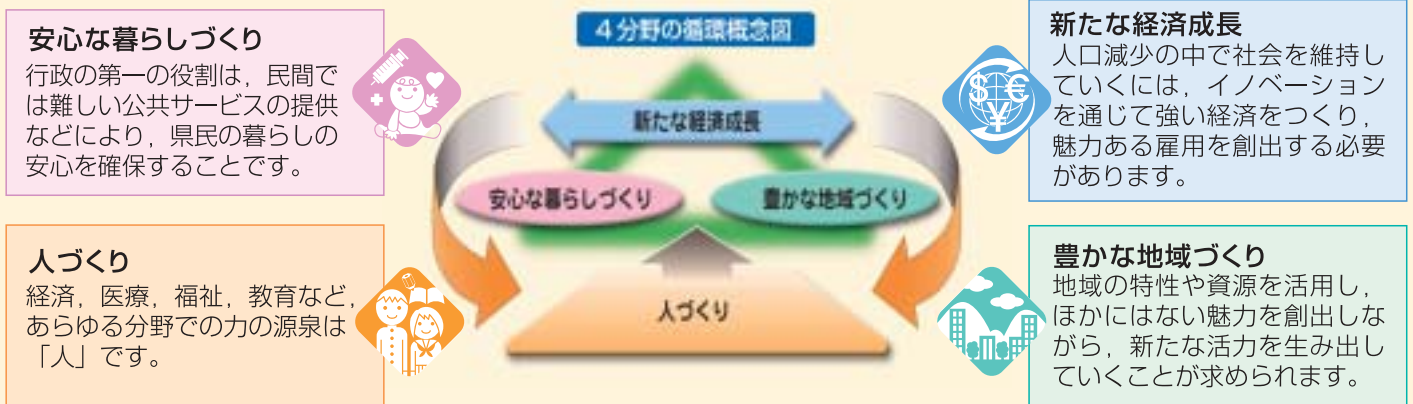 安心な暮らしづくり
行政の第一の役割は，民間で
は難しい公共サービスの提供
などにより，県民の暮らしの
安心を確保することです。
人づくり
経済，医療，福祉，教育など，
あらゆる分野での力の源泉は
「人」です。
4分野の循環概念図
新たな経済成長
安心な暮らしづくり
豊かな地域づくり
人づくり
新たな経済成長
人口減少の中で社会を維持し
ていくには，イノベーション
を通じて強い経済をつくり，
魅力ある雇用を創出する必要
があります。
$ € ¥
豊かな地域づくり
地域の特性や資源を活用し，
ほかにはない魅力を創出しな
がら，新たな活力を生み出し
ていくことが求められます。